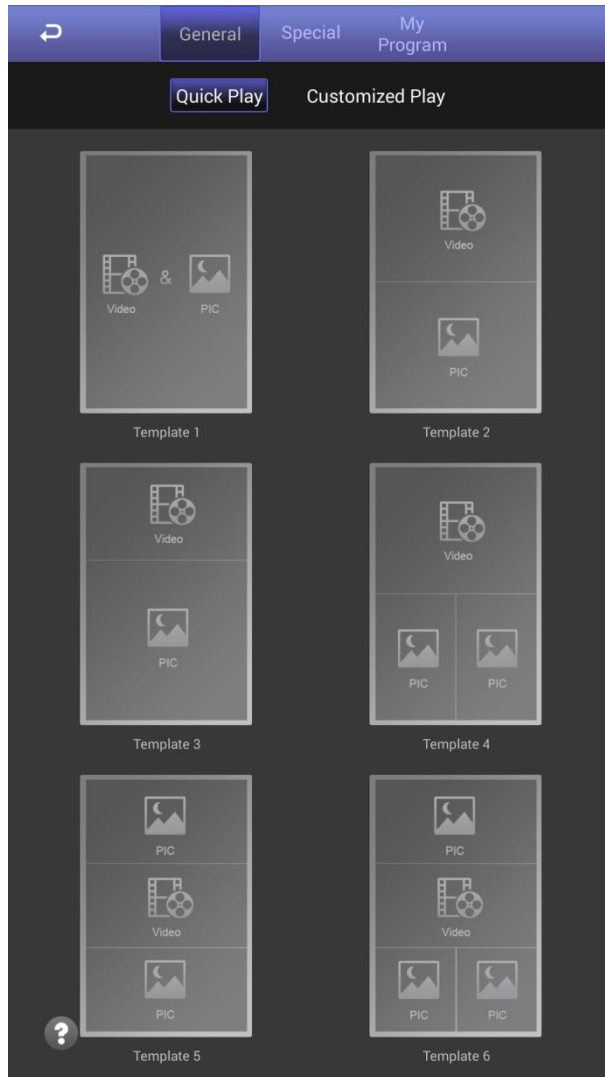 General
Special
My
Program
Quick Play
Customized Play
Video
&
PIC
Template 1
Video
PIC
Template 2
Video
PIC
Template 3
Video
PIC
PIC
Template 4
PIC
Video
PIC
Template 5
PIC
Video
PIC
PIC
Template 6
?